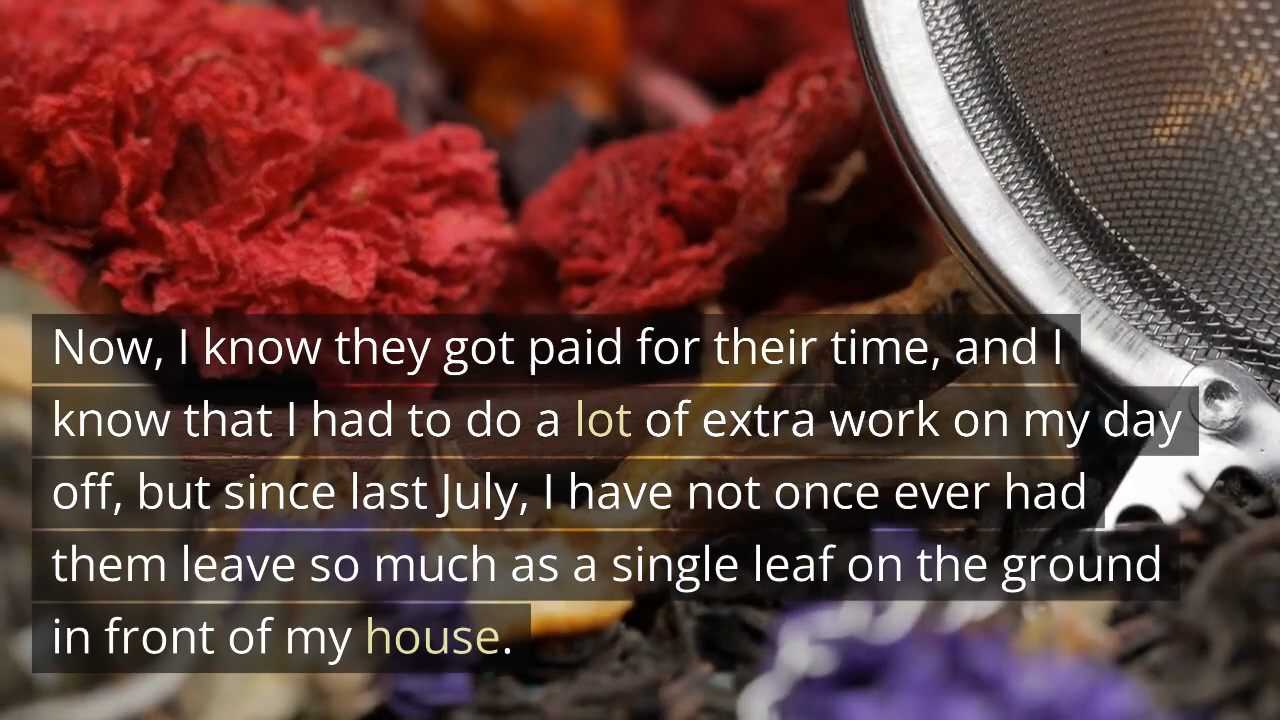 Now, I know they got paid for their time, and I
know that I had to do a lot of extra work on my day
off, but since last July, I have not once ever had
them leave so much as a single leaf on the ground
in front of my house.